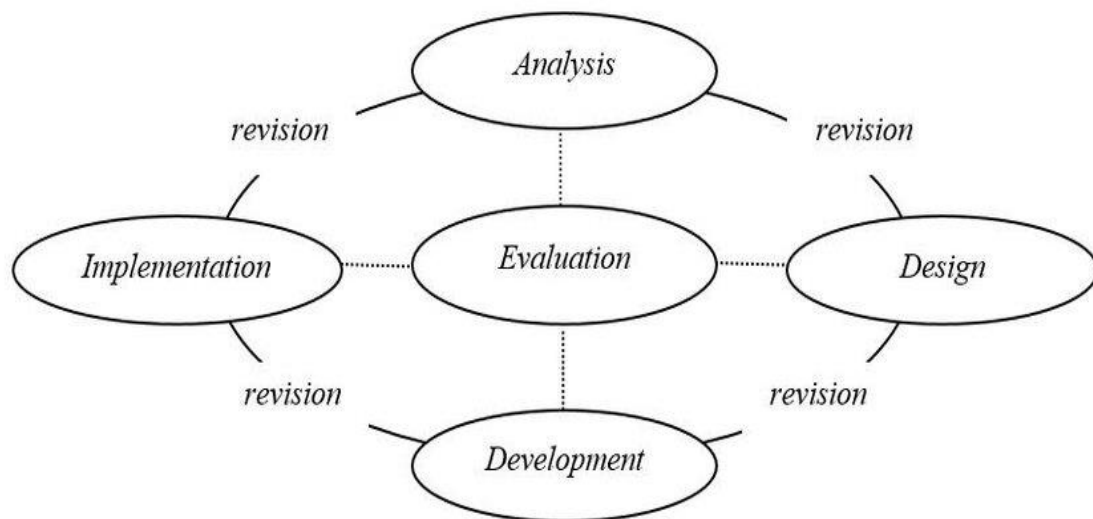 Analysis
revision
revision
Implementation
Evaluation
Design
revision
revision
Development